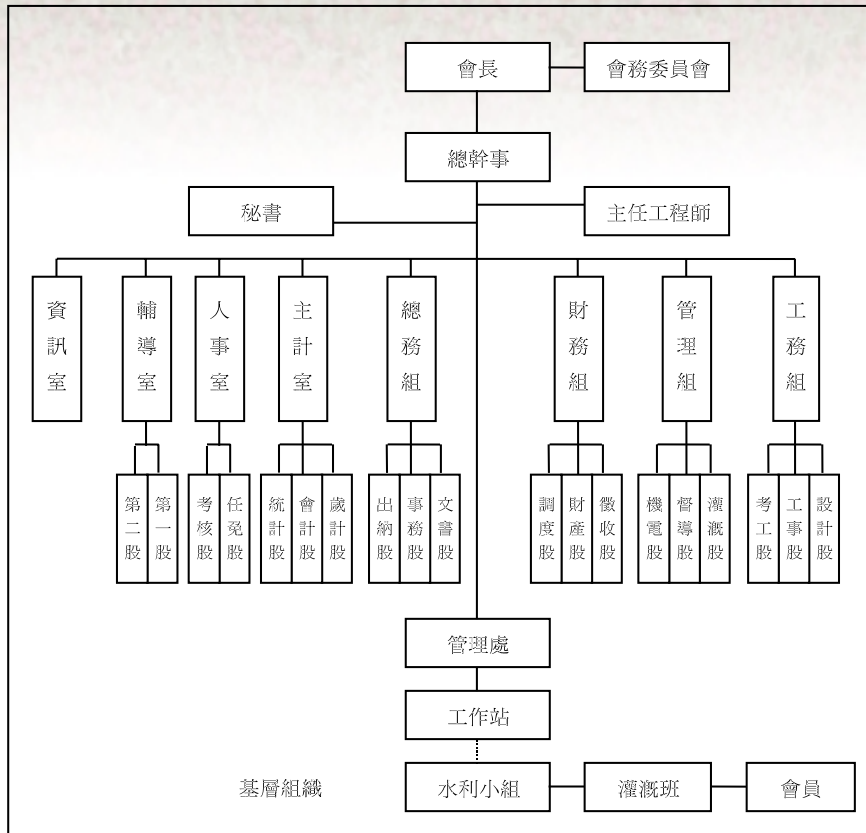 會長
會務委員會
總幹事
秘書
主任工程師
資訊室
輔導室
人事室
主計室
總務組
財務組
管理組
工務組
第二股
第一股
考核股
任免股
統計股
會計股
歲計股
出納股
事務股
文書股
調度股
財產股
徵收股
機電股
督導股
灌溉股
考工股
工事股
設計股
管理處
工作站
基層組織
水利小組
灌溉班
會員